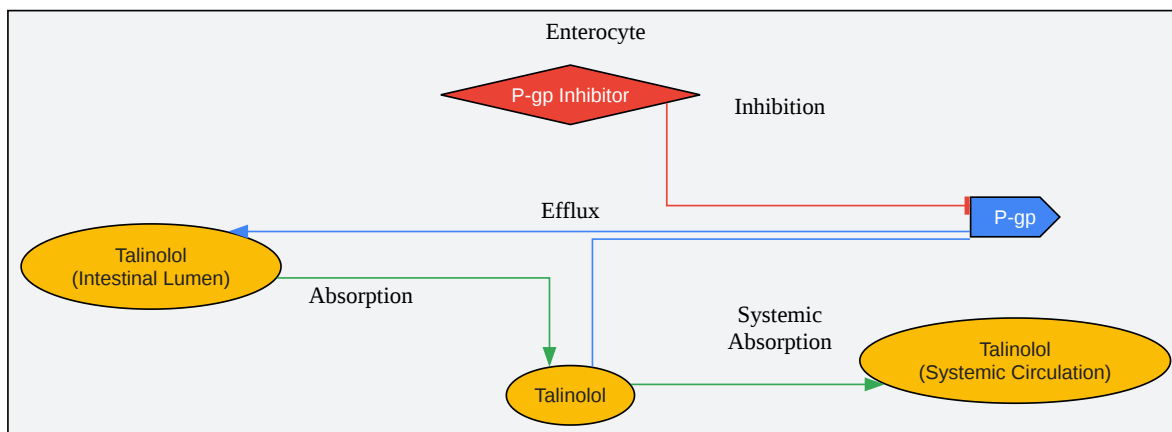 Enterocyte
P-gp Inhibitor
Inhibition
Efflux
P-gp
Talinolol
(Intestinal Lumen)
Absorption
Systemic
Absorption
Talinolol
(Systemic Circulation)
Talinolol